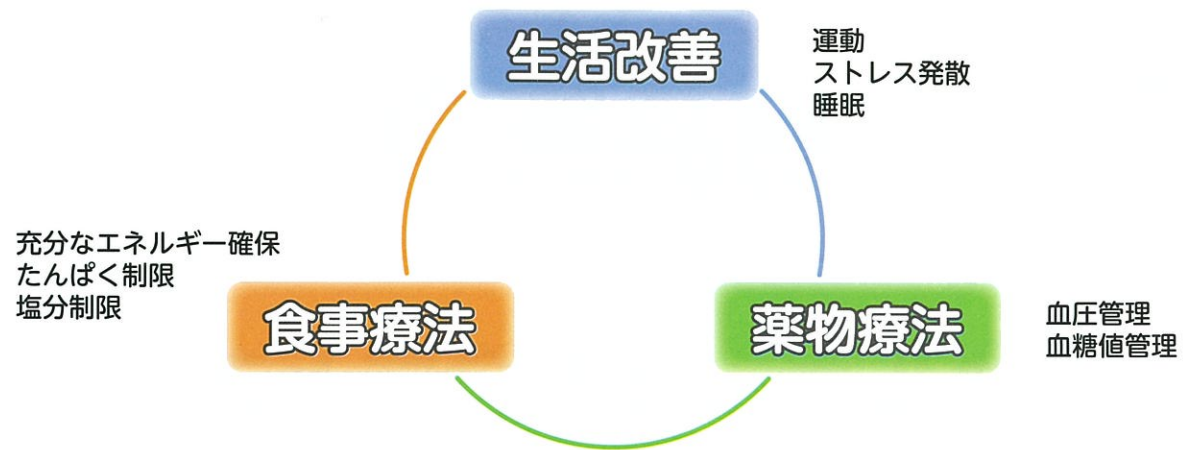 生活改善
運動
ストレス発散
睡眠
充分なエネルギー確保
たんぱく制限
塩分制限
食事療法
薬物療法
血圧管理
血糖値管理